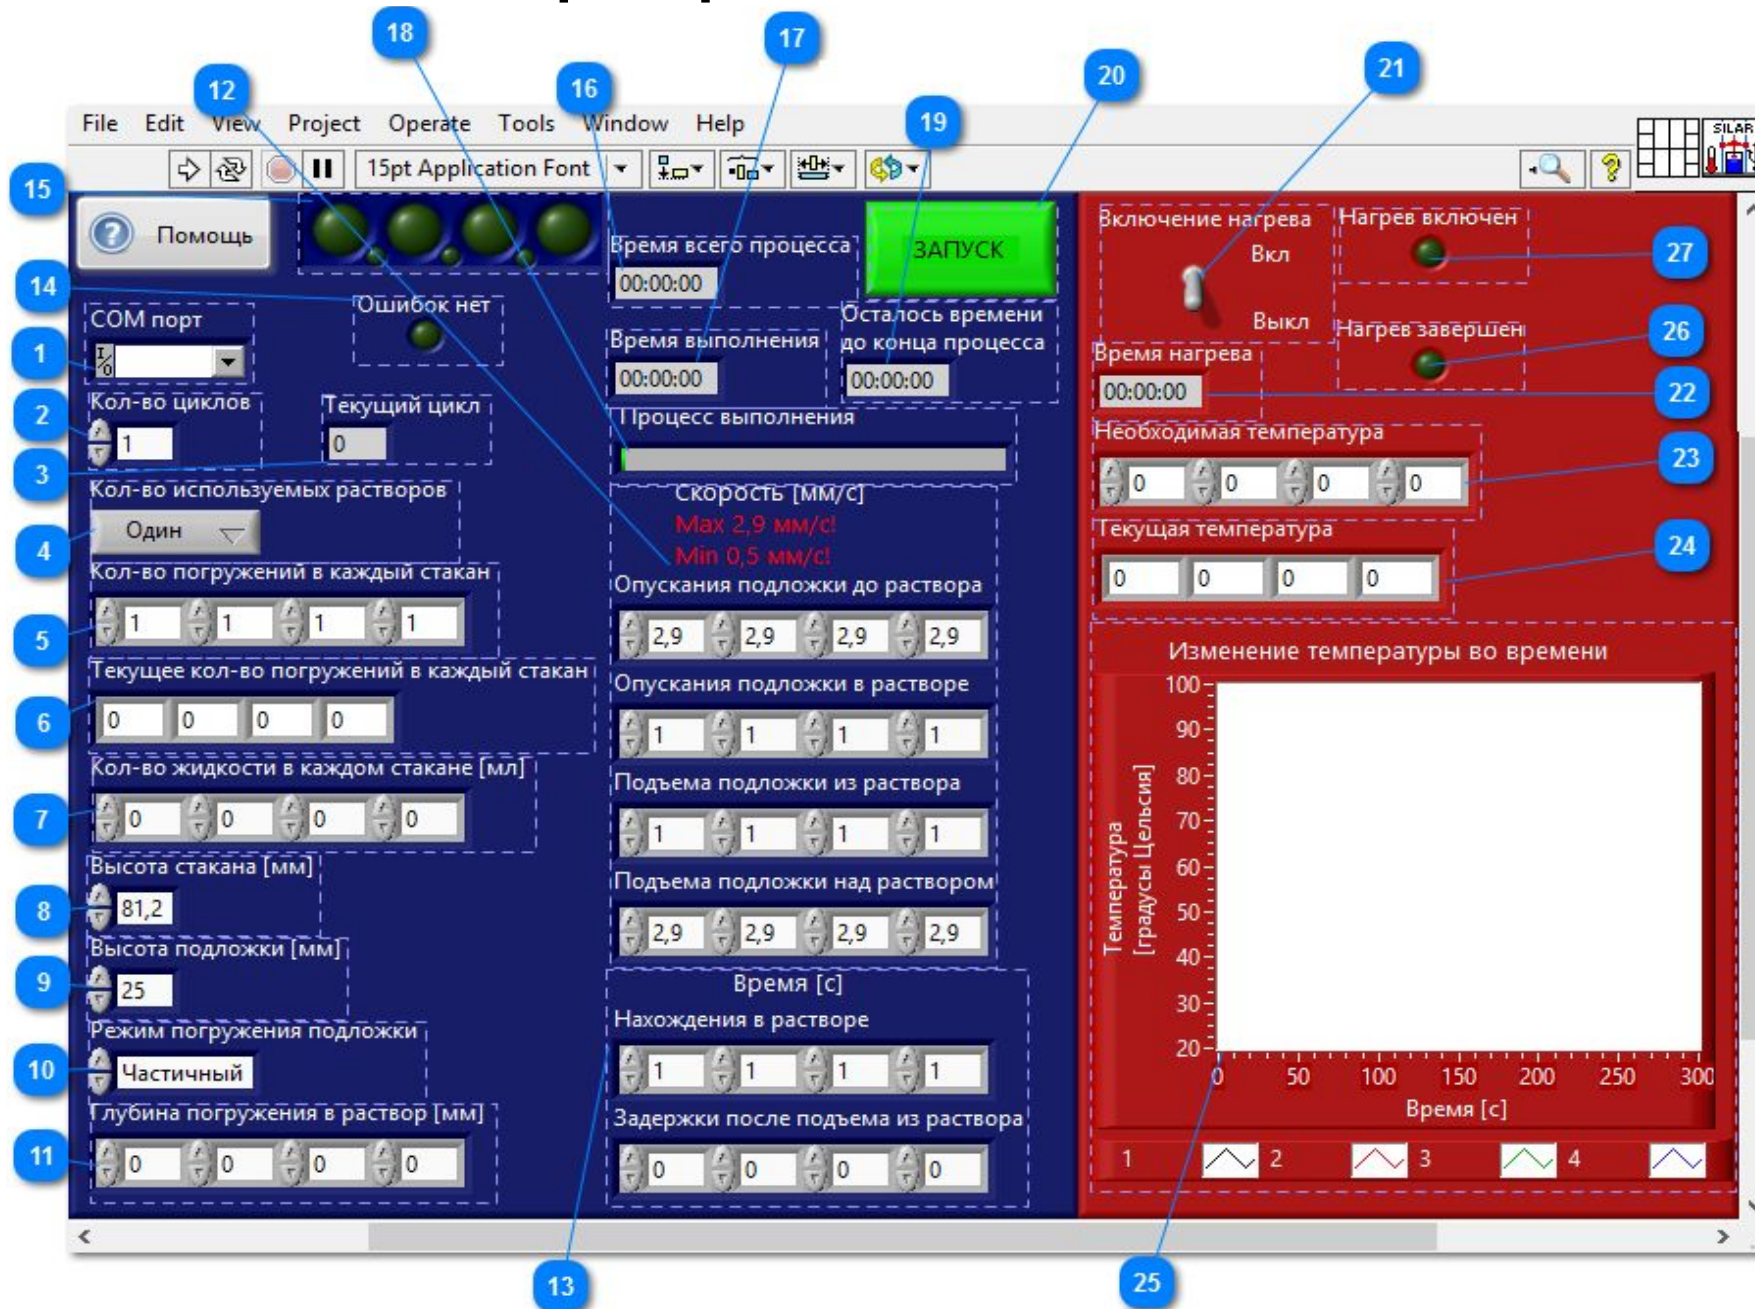 18
17
12
16
20
21
19
File Edit View Project Operate Tools Window Help
SILAR
15pt Application Font
15
Помощь
Время всего процесса
00:00:00
ЗАПУСК
Включение нагрева
Вкл
Выкл
Нагрев включен
27
14
COM порт
Ошибок нет
Время выполнения
00:00:00
Осталось времени
до конца процесса
00:00:00
Время нагрева
00:00:00
Нагрев завершен
26
1
22
2
Кол-во циклов
1
Текущий цикл
0
3
Процесс выполнения
Необходимая температура
0 0 0 0
23
Кол-во используемых растворов
Один
4
Скорость [мм/с]
Max 2,9 мм/с!
Min 0,5 мм/с!
Текущая температура
0 0 0 0
24
Кол-во погружений в каждый стакан
1 1 1 1
5
Опускания подложки до раствора
2,9 2,9 2,9 2,9
Текущее кол-во погружений в каждый стакан
0 0 0 0
6
Опускания подложки в растворе
1 1 1 1
Кол-во жидкости в каждом стакане [мл]
0 0 0 0
7
Подъема подложки из раствора
1 1 1 1
Высота стакана [мм]
81,2
8
Подъема подложки над раствором
2,9 2,9 2,9 2,9
Высота подложки [мм]
25
9
Время [с]
Нахождения в растворе
1 1 1 1
Режим погружения подложки
Частичный
10
Глубина погружения в раствор [мм]
0 0 0 0
11
Задержки после подъема из раствора
0 0 0 0
13
Изменение температуры во времени
Температура
[градусы Цельсия]
100
90
80
70
60
50
40
30
20
0 50 100 150 200 250 300
Время [с]
1 2 3 4
25